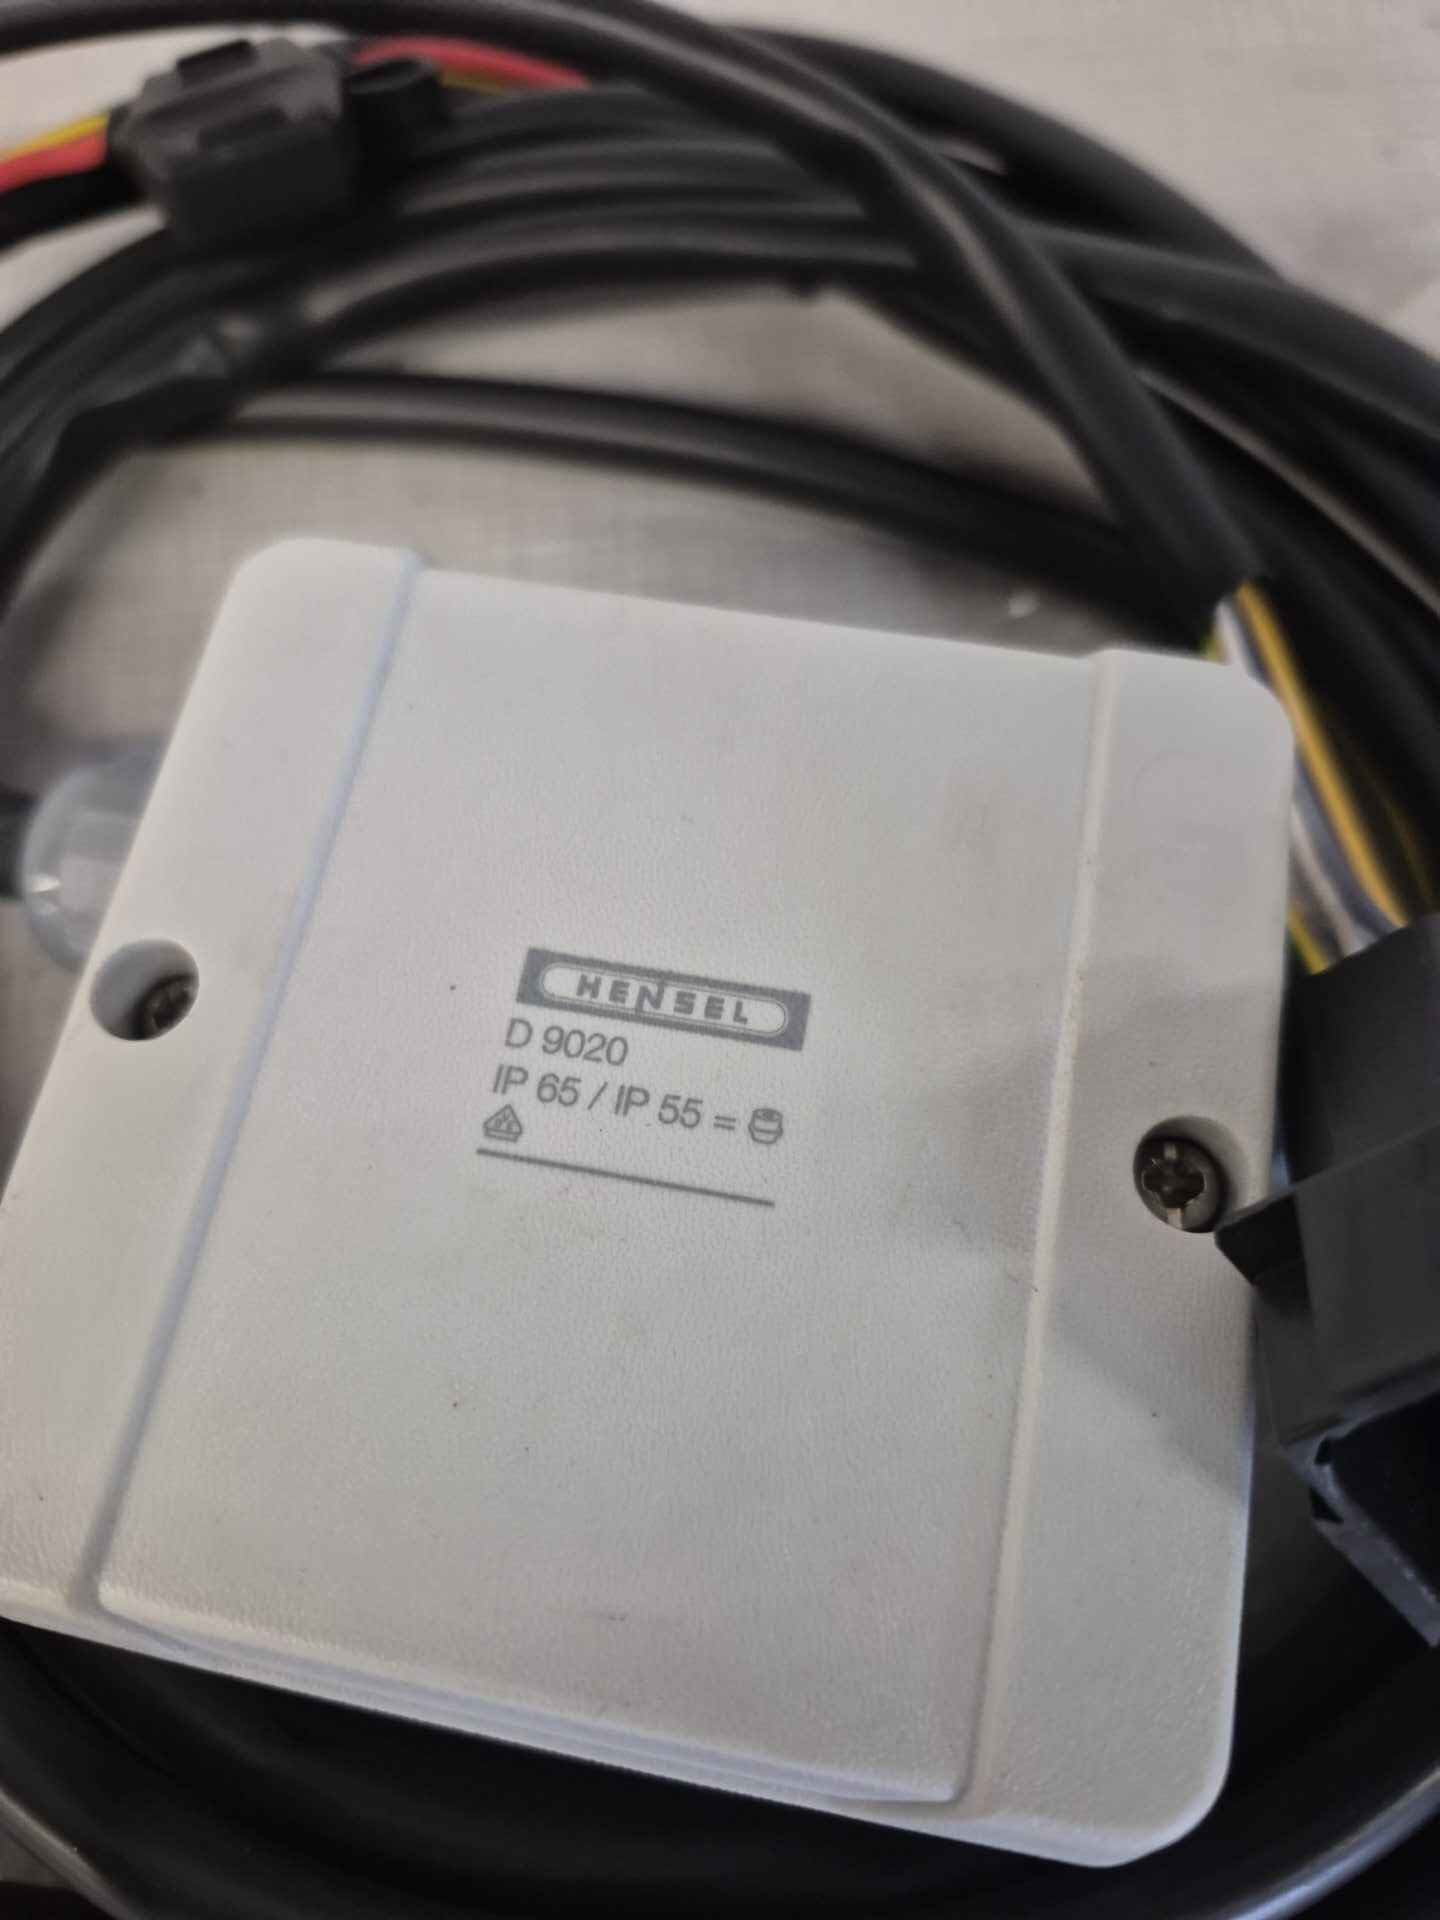 HENSEL
D 9020
IP 65 / IP 55 =